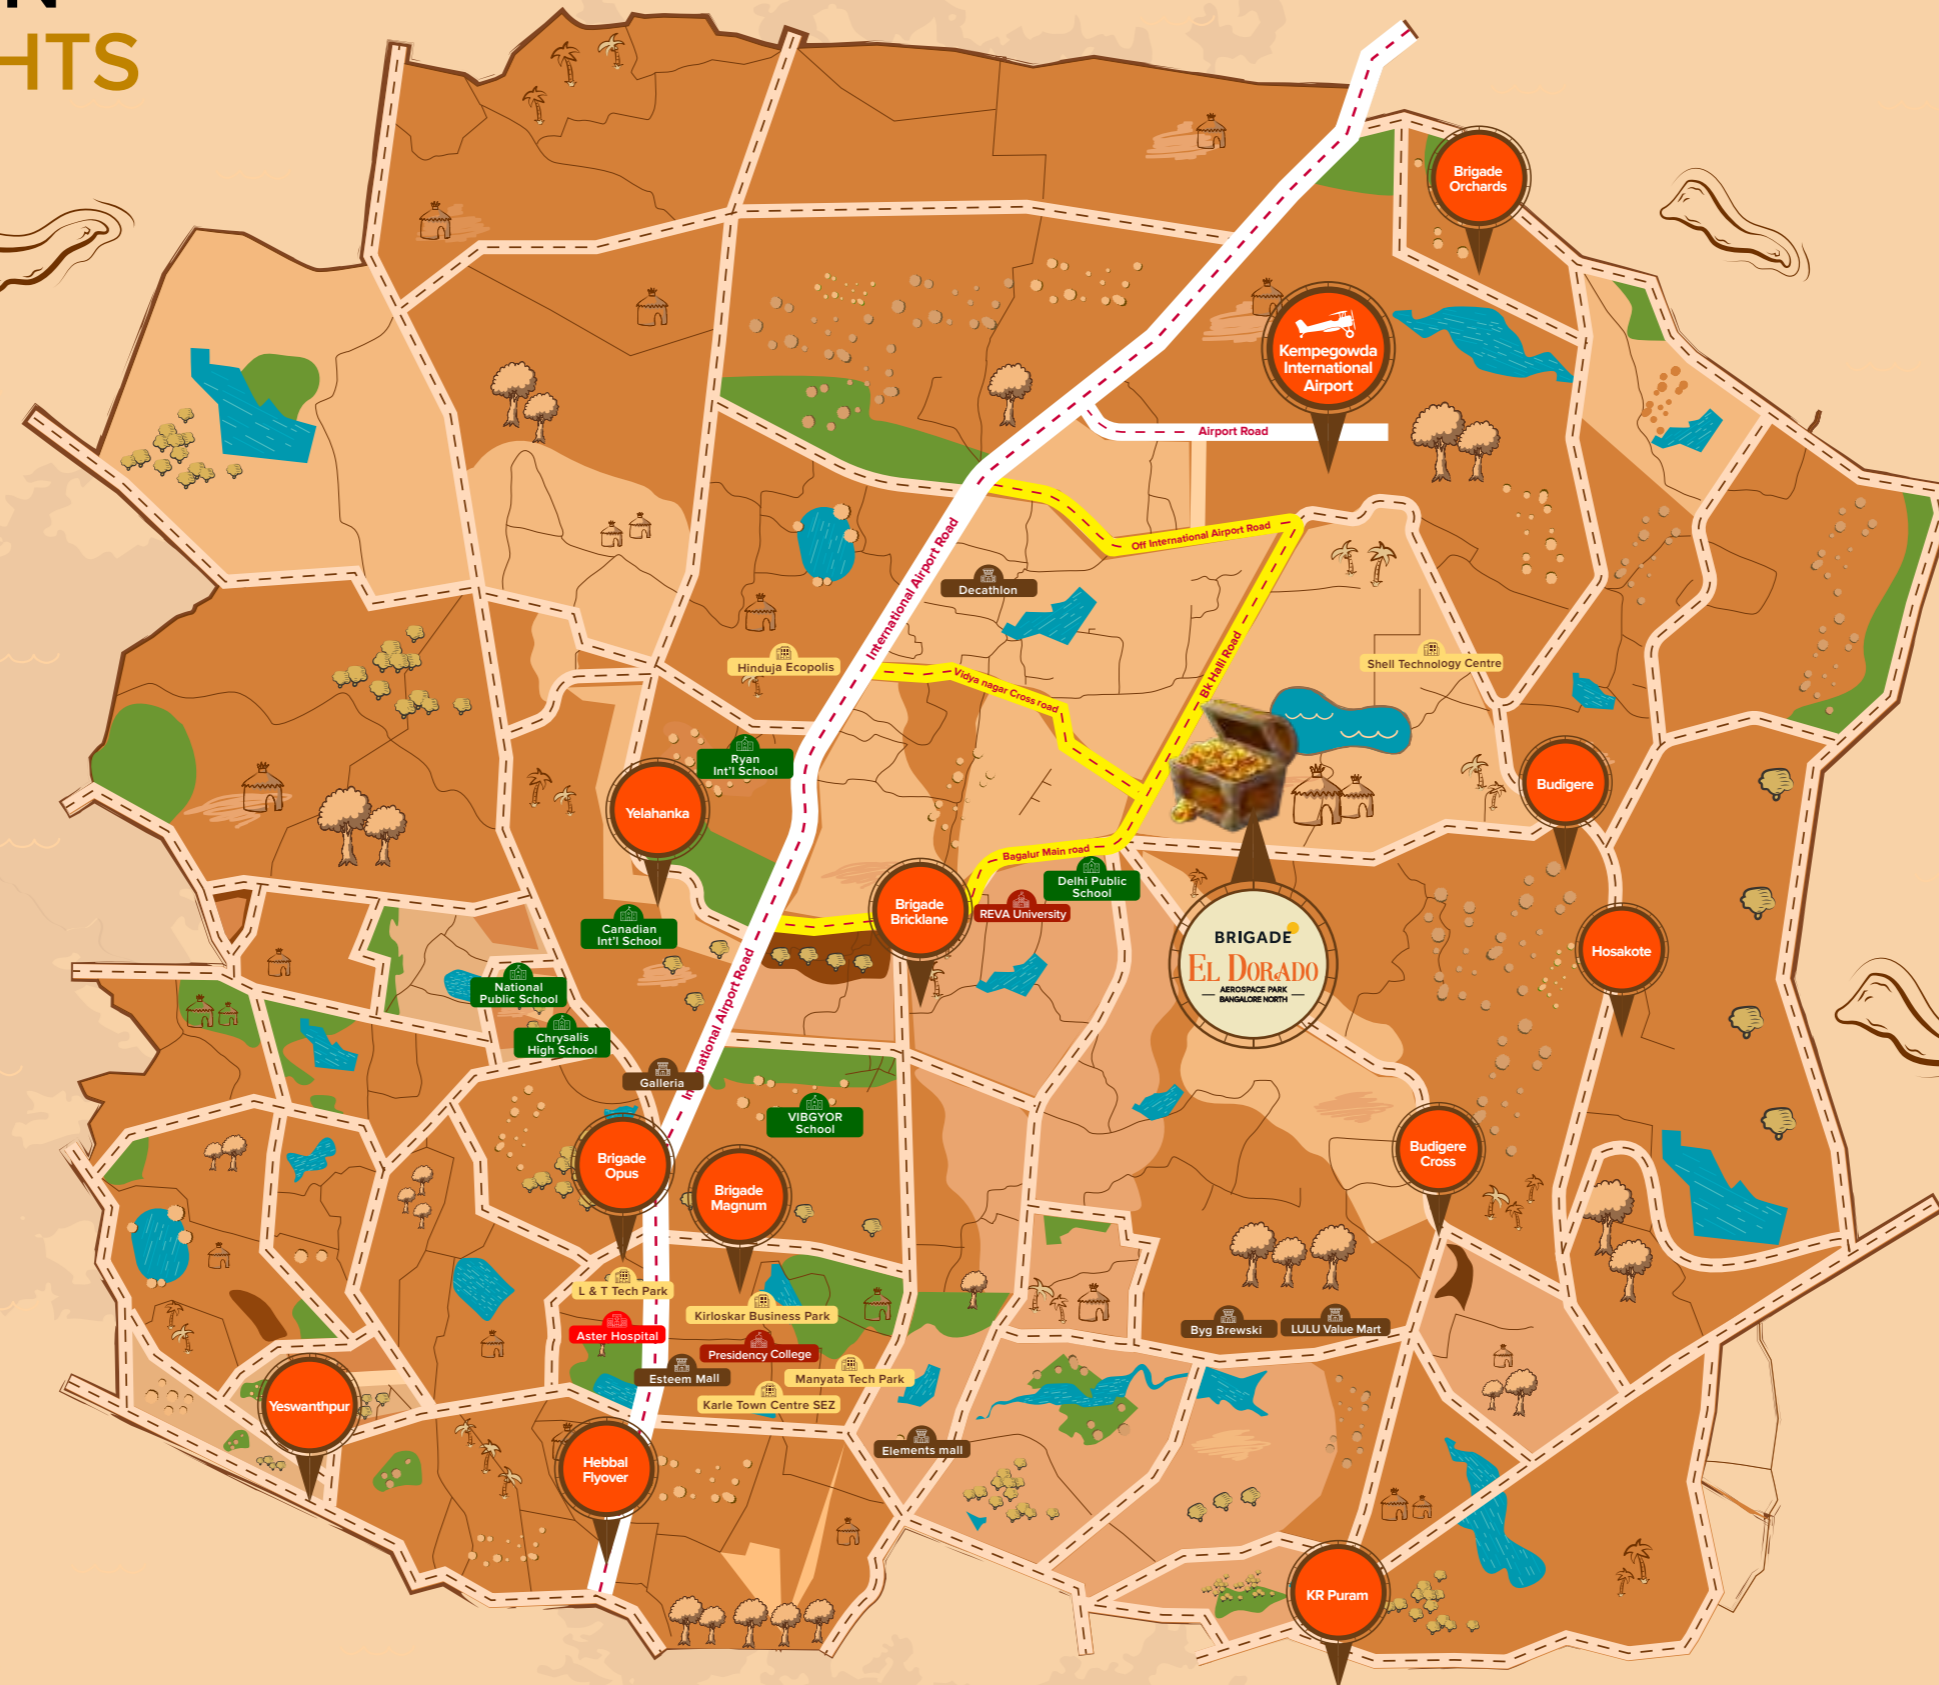 HTS
Brigade
Orchards
Kempegowda
International
Airport
Airport Road
Off International Airport Road
International Airport Road
Decathlon
Hinduja Ecopolis
Vidya nagar Cross road
Bk Halli Road
Shell Technology Centre
Ryan
Int'l School
Yelahanka
Budigere
Bagalur Main road
Delhi Public
School
REVA University
Brigade
Bricklane
Canadian
Int'l School
BRIGADE
EL DORADO
AEROSPACE PARK
BANGALORE NORTH
Hosakote
National
Public School
Chrysalis
High School
International Airport Road
Galleria
VIBGYOR
School
Brigade
Opus
Brigade
Magnum
Budigere
Cross
L & T Tech Park
Kirloskar Business Park
Aster Hospital
Presidency College
Byg Brewski
LULU Value Mart
Esteem Mall
Manyata Tech Park
Karle Town Centre SEZ
Yeswanthpur
Elements mall
Hebbal
Flyover
KR Puram